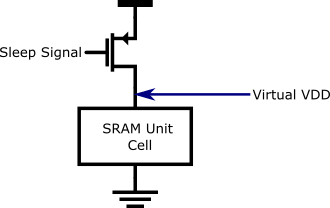 Sleep Signal
Virtual VDD
SRAM Unit
Cell